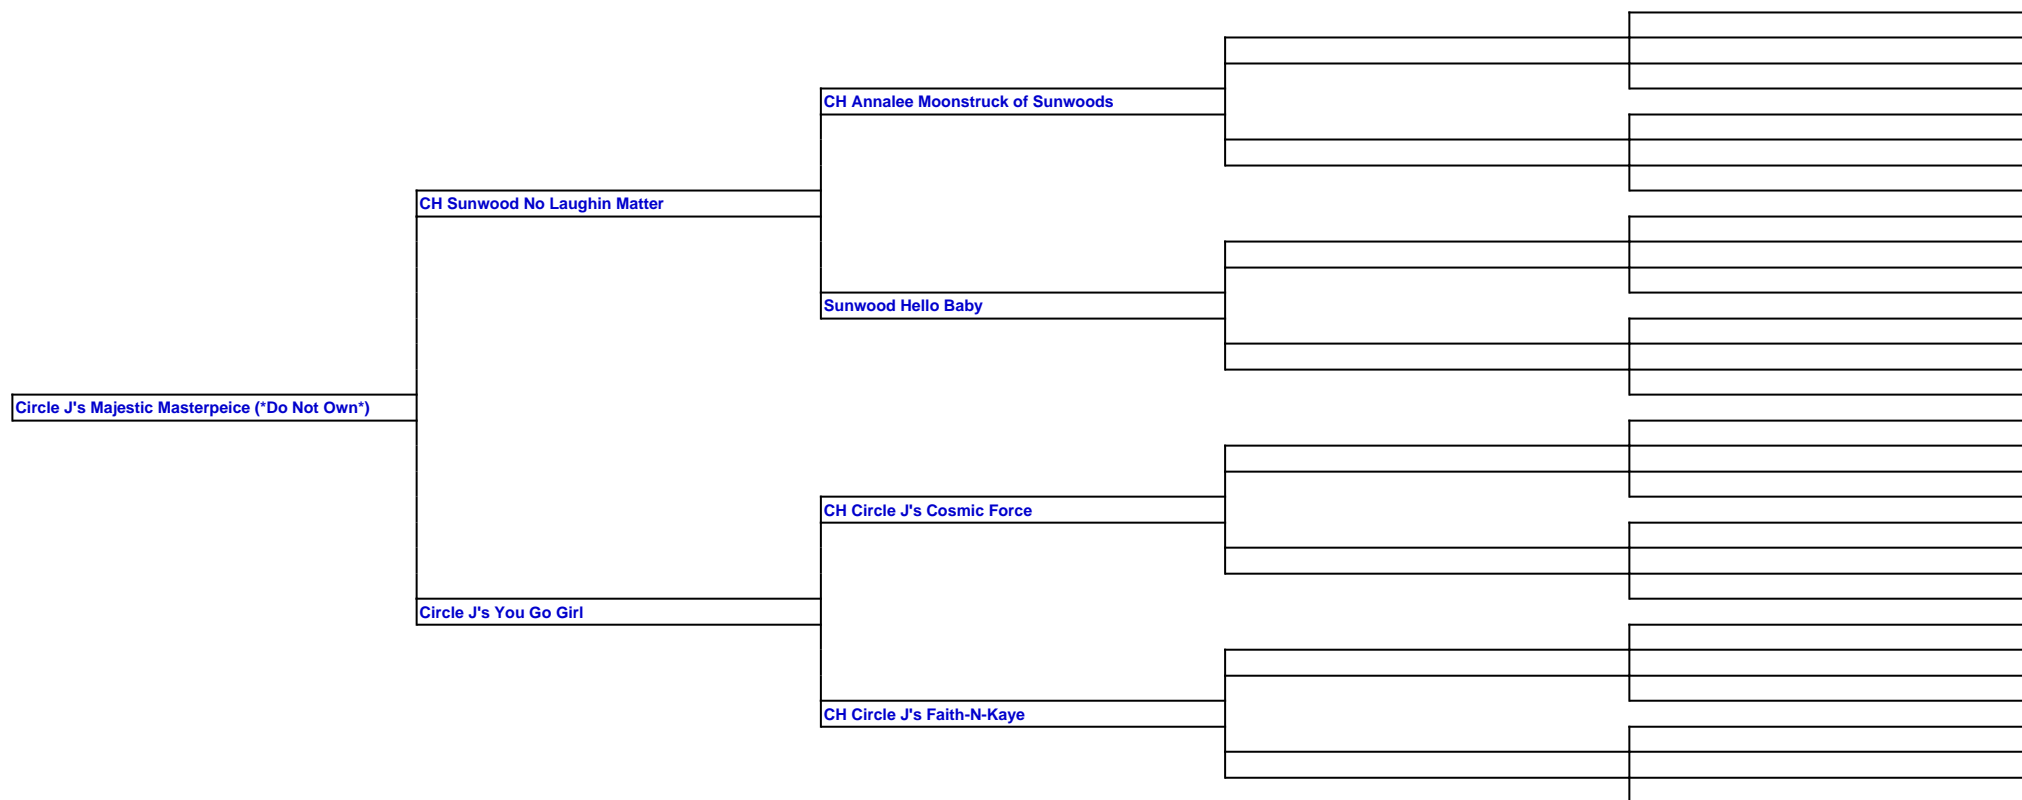 CH Annalee Moonstruck of Sunwoods
CH Sunwood No Laughin Matter
Sunwood Hello Baby
Circle J's Majestic Masterpeice (*Do Not Own*)
CH Circle J's Cosmic Force
Circle J's You Go Girl
CH Circle J's Faith-N-Kaye